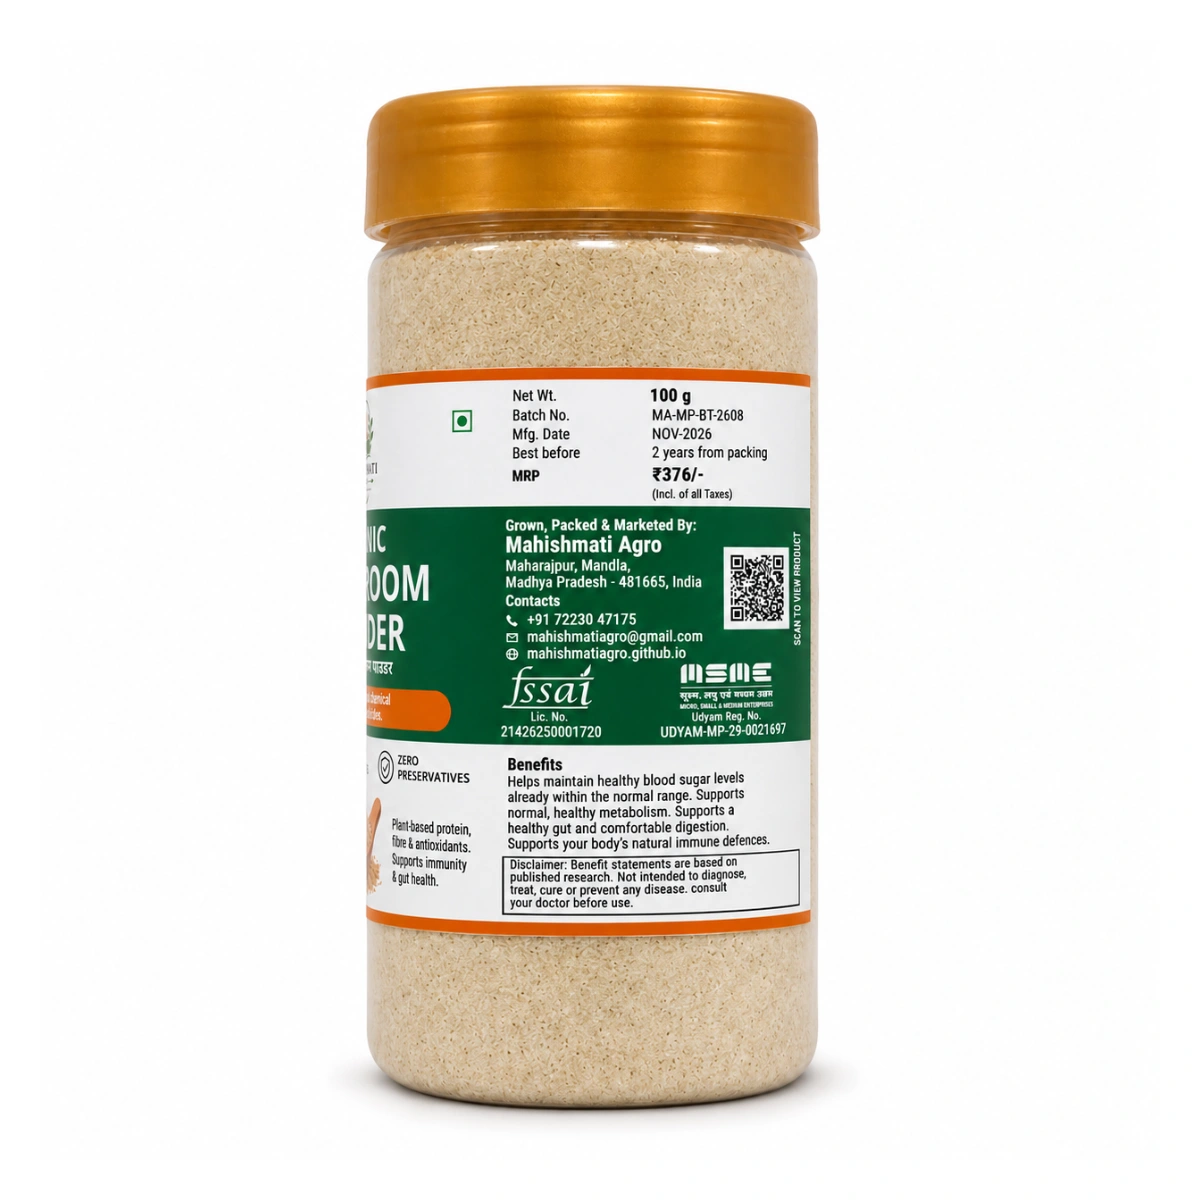 Net Wt. 100 g
Batch No. MA-MP-BT-2608
Mfg. Date NOV-2026
Best before 2 years from packing
MRP ₹376/-
(Incl. of all Taxes)
NIC
ROOM
DER
पाउडर
chemical
Grown, Packed & Marketed By:
Mahishmati Agro
Maharajpur, Mandla,
Madhya Pradesh - 481665, India
Contacts
+91 72230 47175
mahishmatiagro@gmail.com
mahishmatiagro.github.io
SCAN TO VIEW PRODUCT
fssai
Lic. No.
21426250001720
MSME
सूक्ष्म, लघु एवं मध्यम उद्यम
MICRO, SMALL & MEDIUM ENTERPRISES
Udyam Reg. No.
UDYAM-MP-29-0021697
ZERO
PRESERVATIVES
Plant-based protein,
fibre & antioxidants.
Supports immunity
& gut health.
Benefits
Helps maintain healthy blood sugar levels
already within the normal range. Supports
normal, healthy metabolism. Supports a
healthy gut and comfortable digestion.
Supports your body's natural immune defences.
Disclaimer: Benefit statements are based on
published research. Not intended to diagnose,
treat, cure or prevent any disease. consult
your doctor before use.